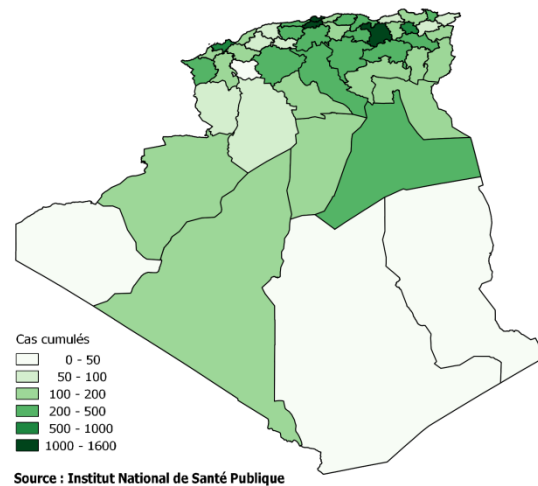 Cas cumulés
0 - 50
50 - 100
100 - 200
200 - 500
500 - 1000
1000 - 1600
Source : Institut National de Santé Publique